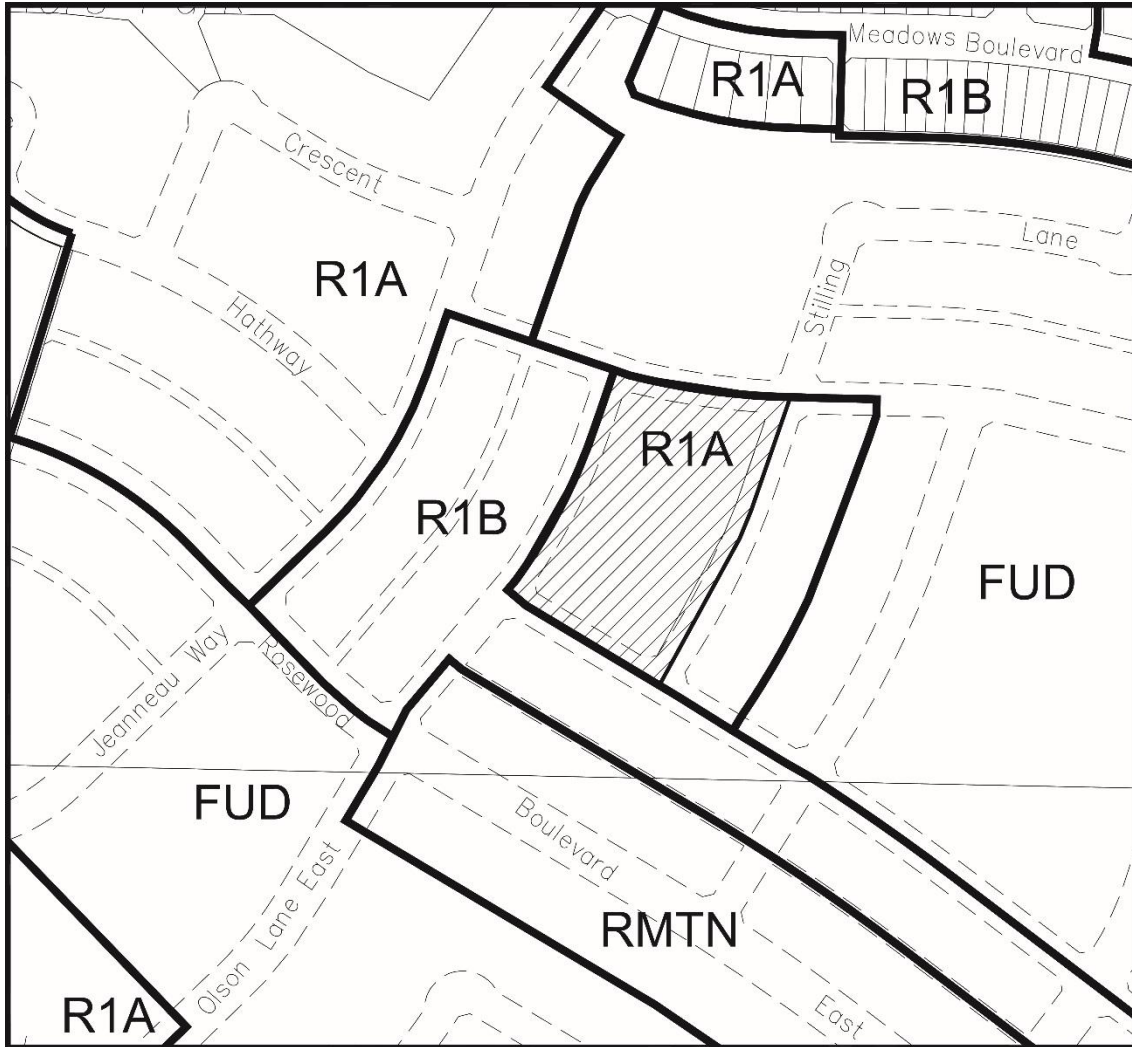 Meadows Boulevard
R1A
R1B
Crescent
Lane
Stilling
R1A
Hathway
R1A
R1B
FUD
Jeanneau Way
Rosewood
FUD
Boulevard
Olson Lane East
RMTN
R1A
East